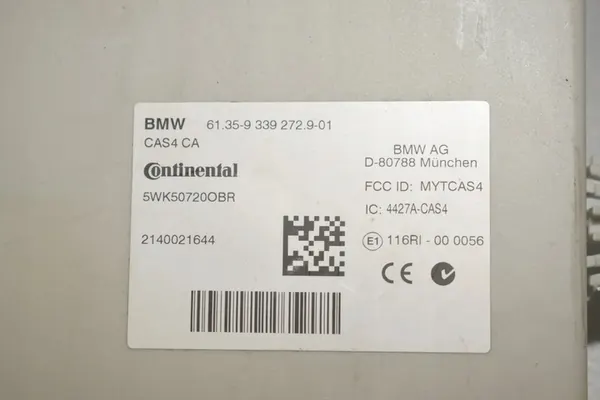 BMW 61.35-9 339 272.9-01
CAS4 CA
Continental
5WK50720OBR
2140021644
BMW AG
D-80788 München
FCC ID: MYTCAS4
IC: 4427A-CAS4
E1 116RI - 00 0056
CE